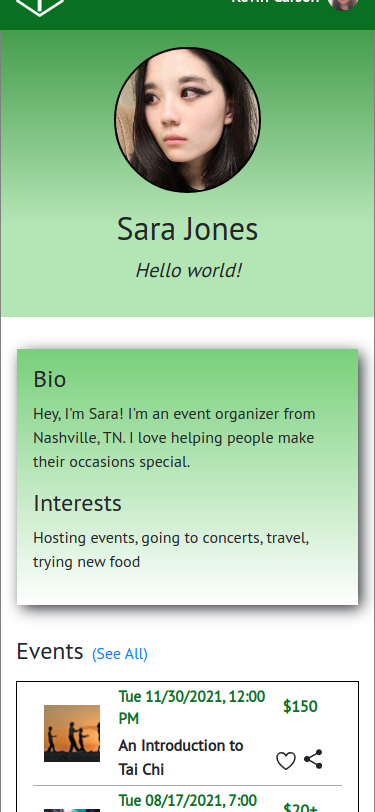 Kevin Carson
Sara Jones
Hello world!
Bio
Hey, I'm Sara! I'm an event organizer from
Nashville, TN. I love helping people make
their occasions special.
Interests
Hosting events, going to concerts, travel,
trying new food
Events (See All)
Tue 11/30/2021, 12:00
PM
$150
An Introduction to
Tai Chi
Tue 08/17/2021, 7:00
$20+